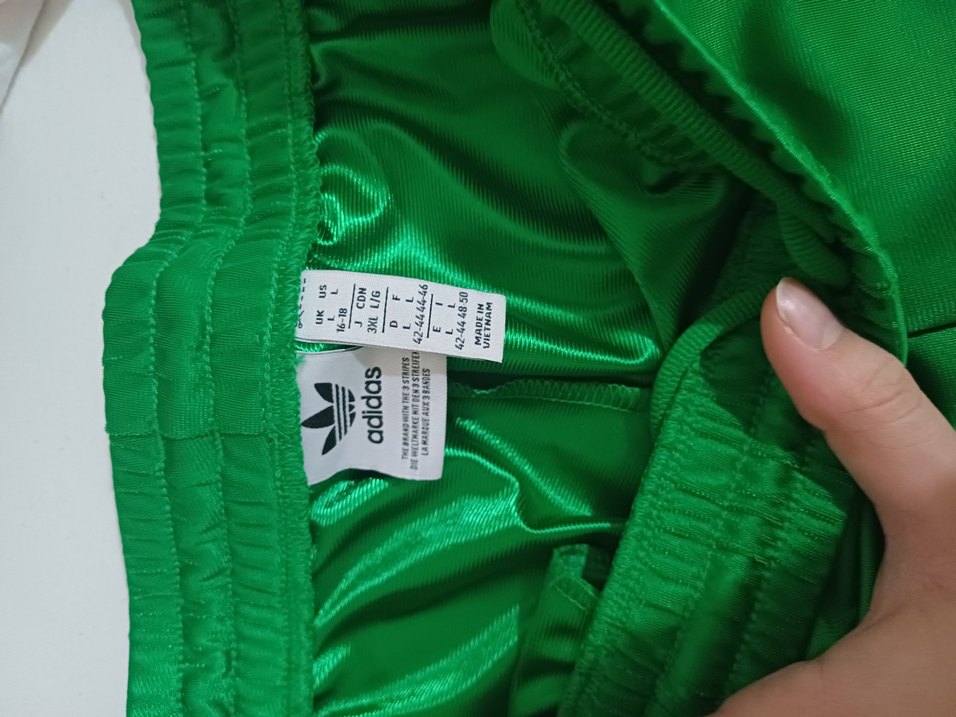 UK US
L L
16-18
J CDN
3XL L/G
D F
L L
42-44 44-46
E I
L L
42-44 48-50
MADE IN
VIETNAM
adidas
THE BRAND WITH THE 3 STRIPES
DIE WELTMARKE MIT DEN 3 STREIFEN
LA MARQUE AUX 3 BANDES